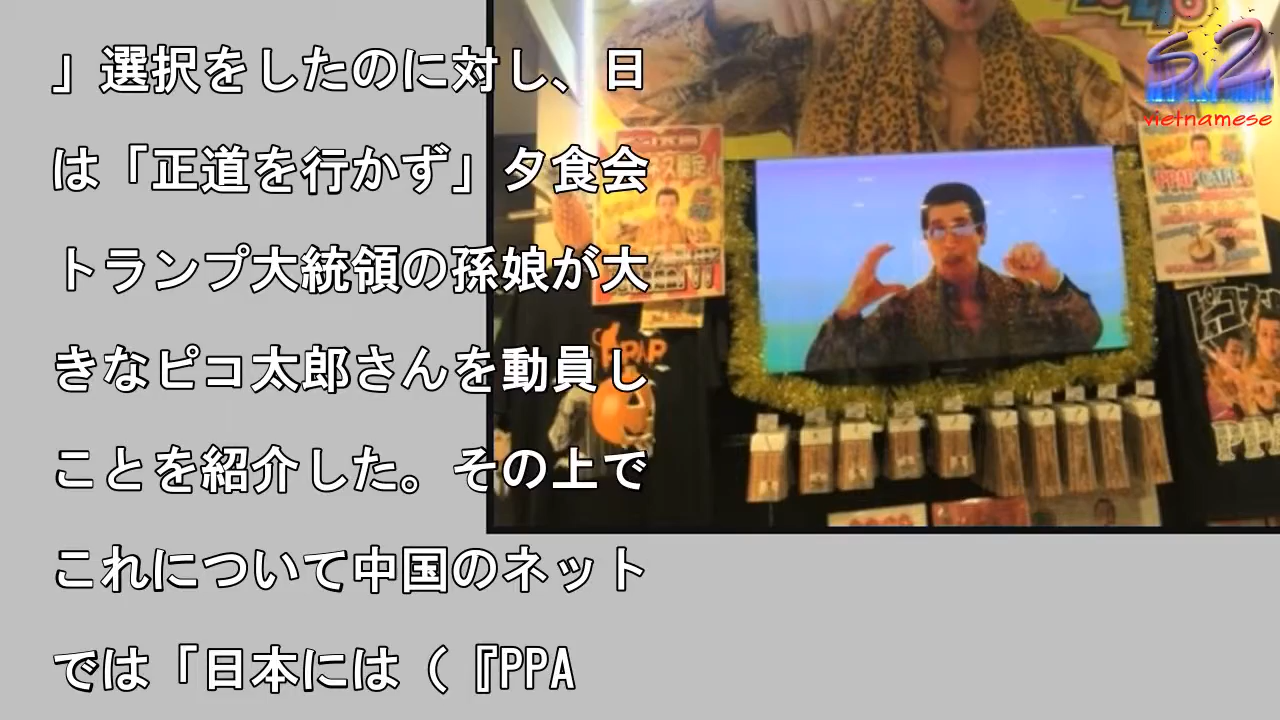 」選択をしたのに対し、日
は「正道を行かず」夕食会
トランプ大統領の孫娘が大
きなピコ太郎さんを動員し
ことを紹介した。その上で
これについて中国のネット
では「日本には（『PPA
S2
vietnamese
PPAP